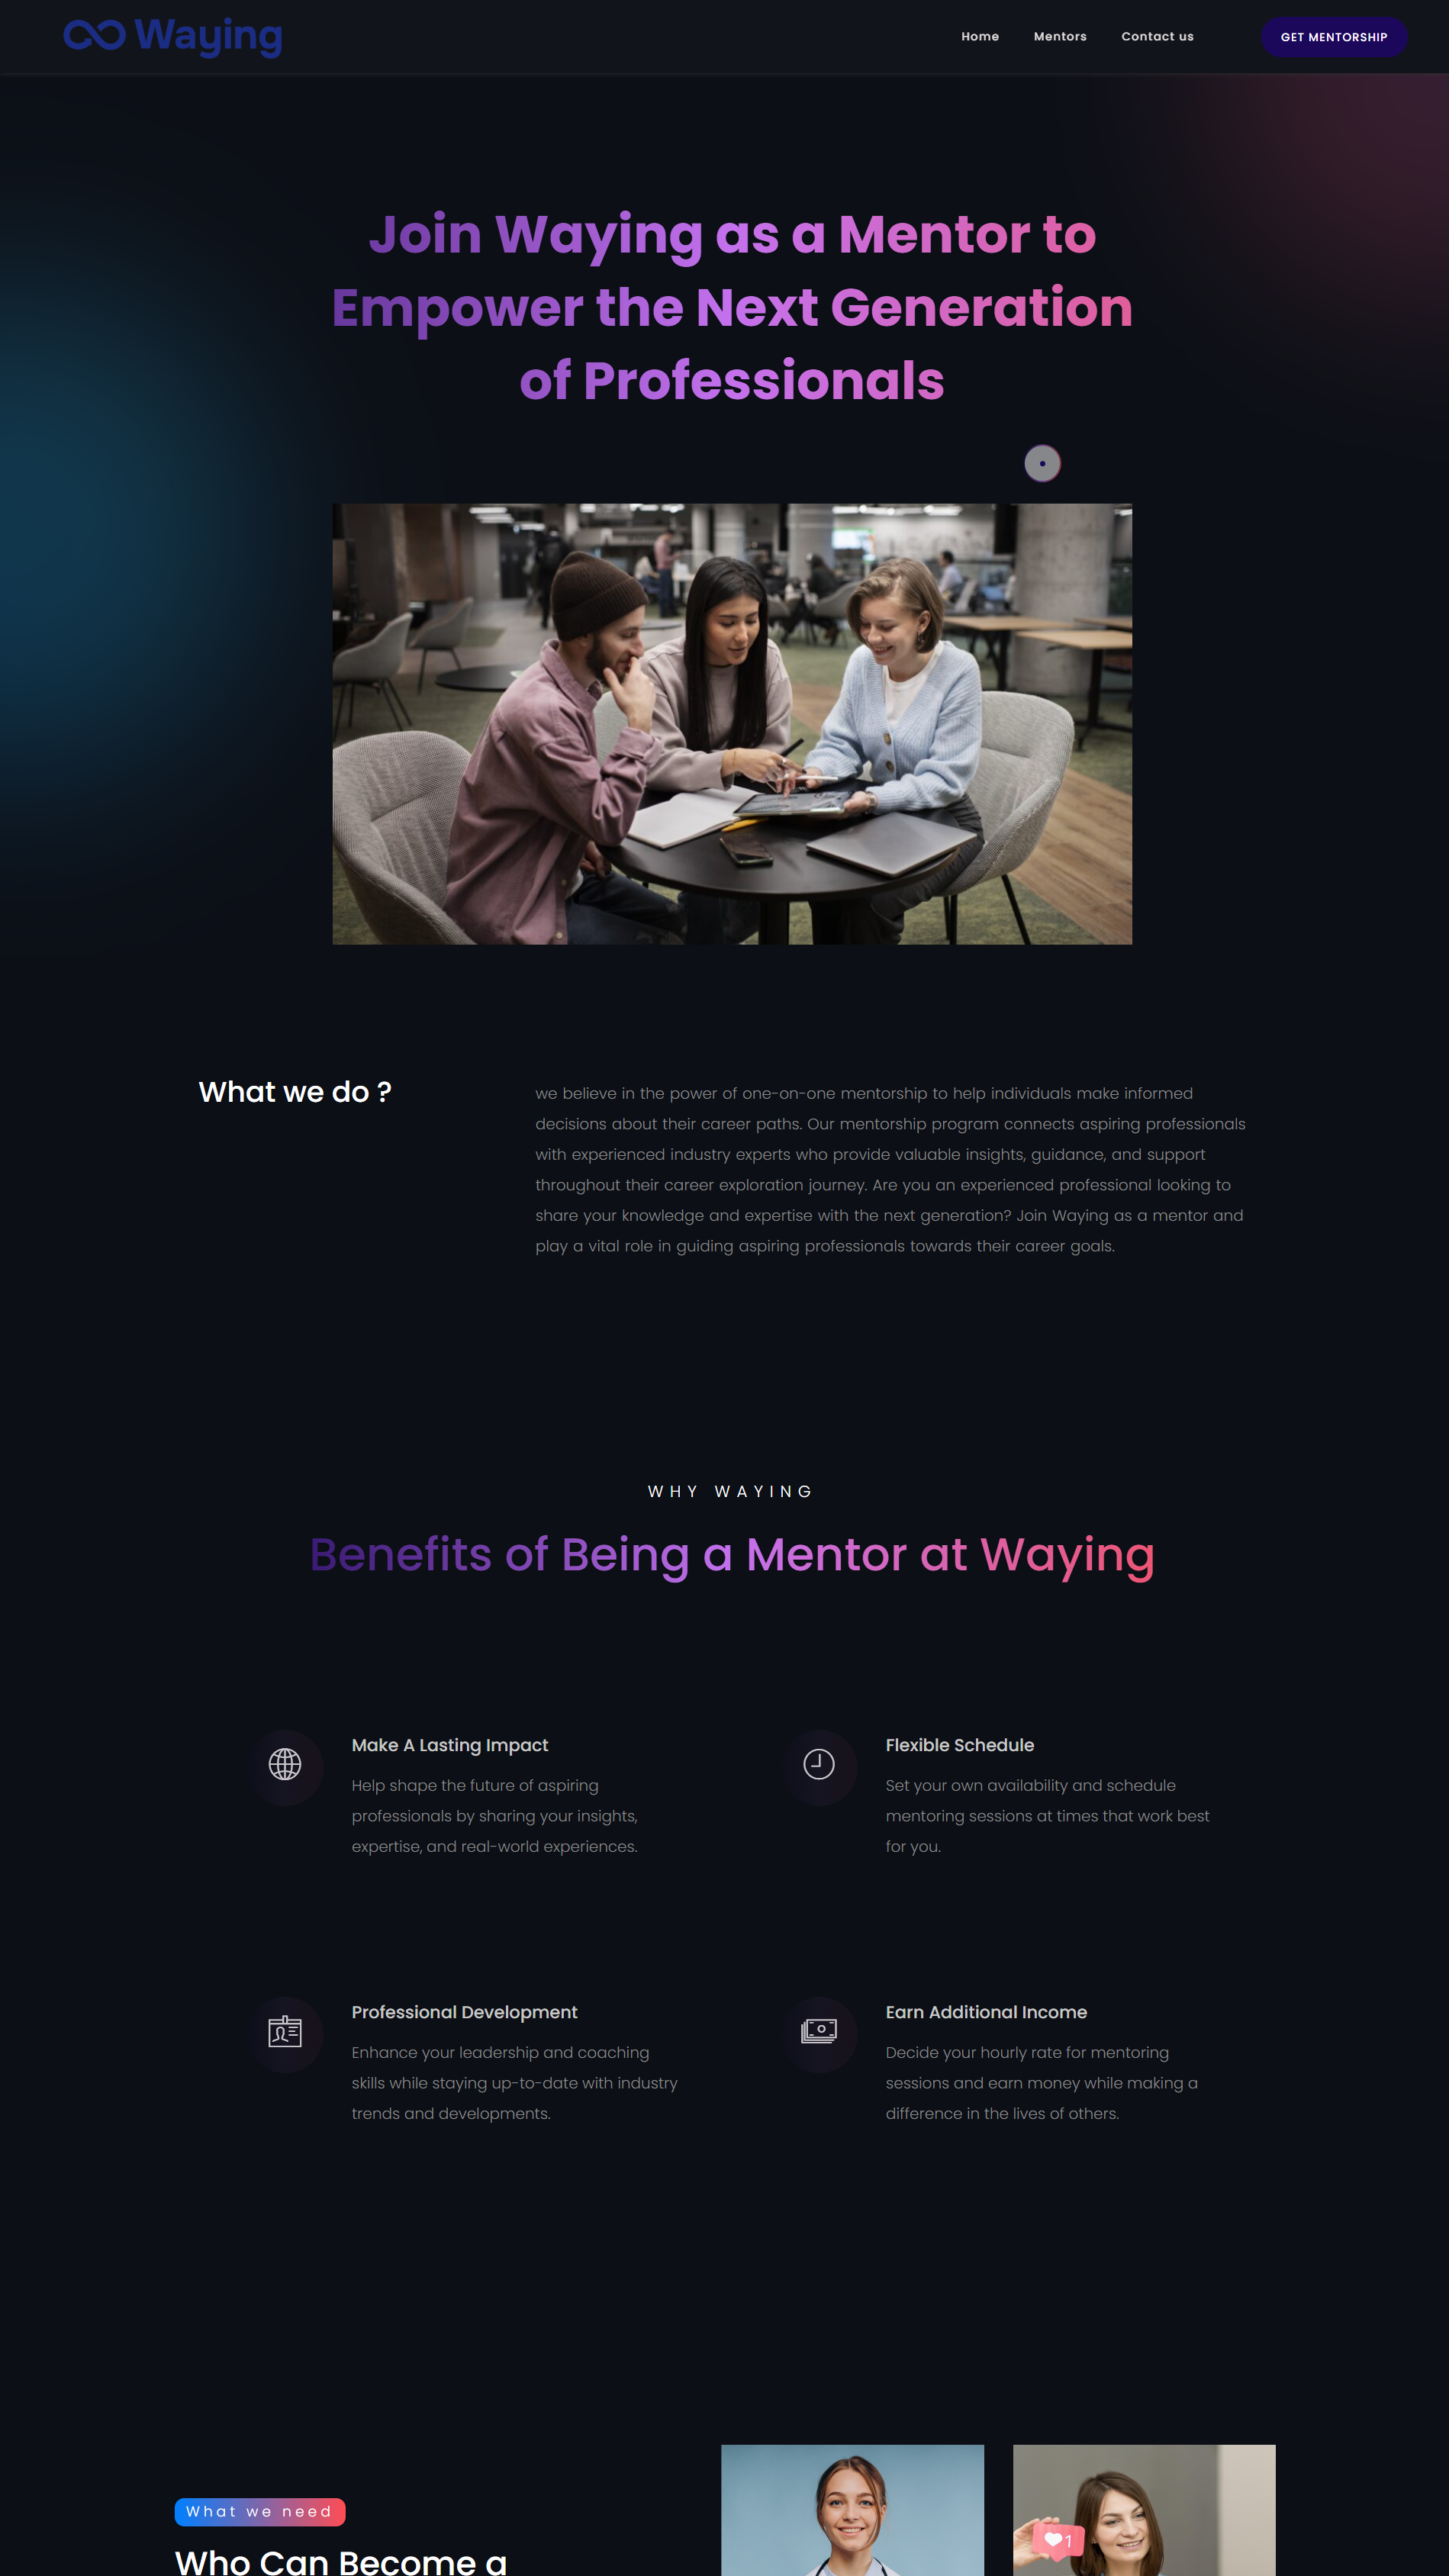 Waying
Home Mentors Contact us GET MENTORSHIP
Join Waying as a Mentor to
Empower the Next Generation
of Professionals
What we do ?
we believe in the power of one-on-one mentorship to help individuals make informed
decisions about their career paths. Our mentorship program connects aspiring professionals
with experienced industry experts who provide valuable insights, guidance, and support
throughout their career exploration journey. Are you an experienced professional looking to
share your knowledge and expertise with the next generation? Join Waying as a mentor and
play a vital role in guiding aspiring professionals towards their career goals.
WHY WAYING
Benefits of Being a Mentor at Waying
Make A Lasting Impact
Help shape the future of aspiring
professionals by sharing your insights,
expertise, and real-world experiences.
Flexible Schedule
Set your own availability and schedule
mentoring sessions at times that work best
for you.
Professional Development
Enhance your leadership and coaching
skills while staying up-to-date with industry
trends and developments.
Earn Additional Income
Decide your hourly rate for mentoring
sessions and earn money while making a
difference in the lives of others.
What we need
Who Can Become a
1